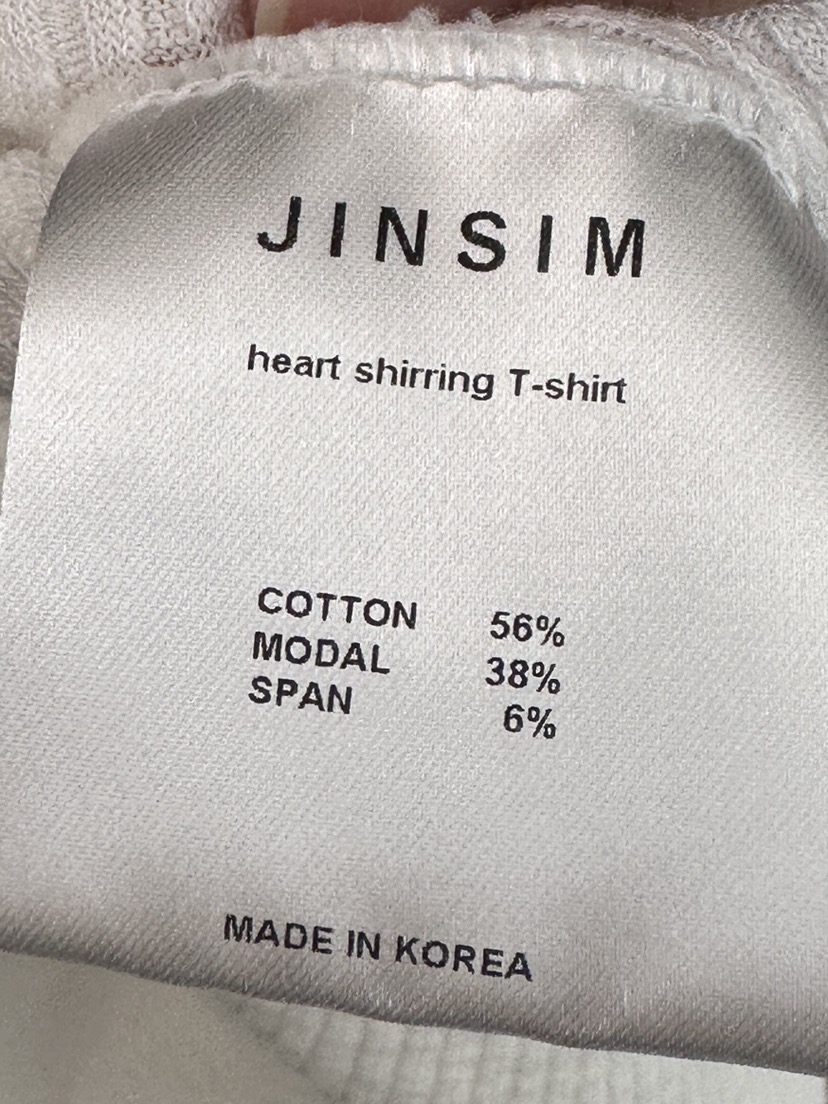 JINSIM
heart shirring T-shirt
COTTON 56%
MODAL 38%
SPAN 6%
MADE IN KOREA